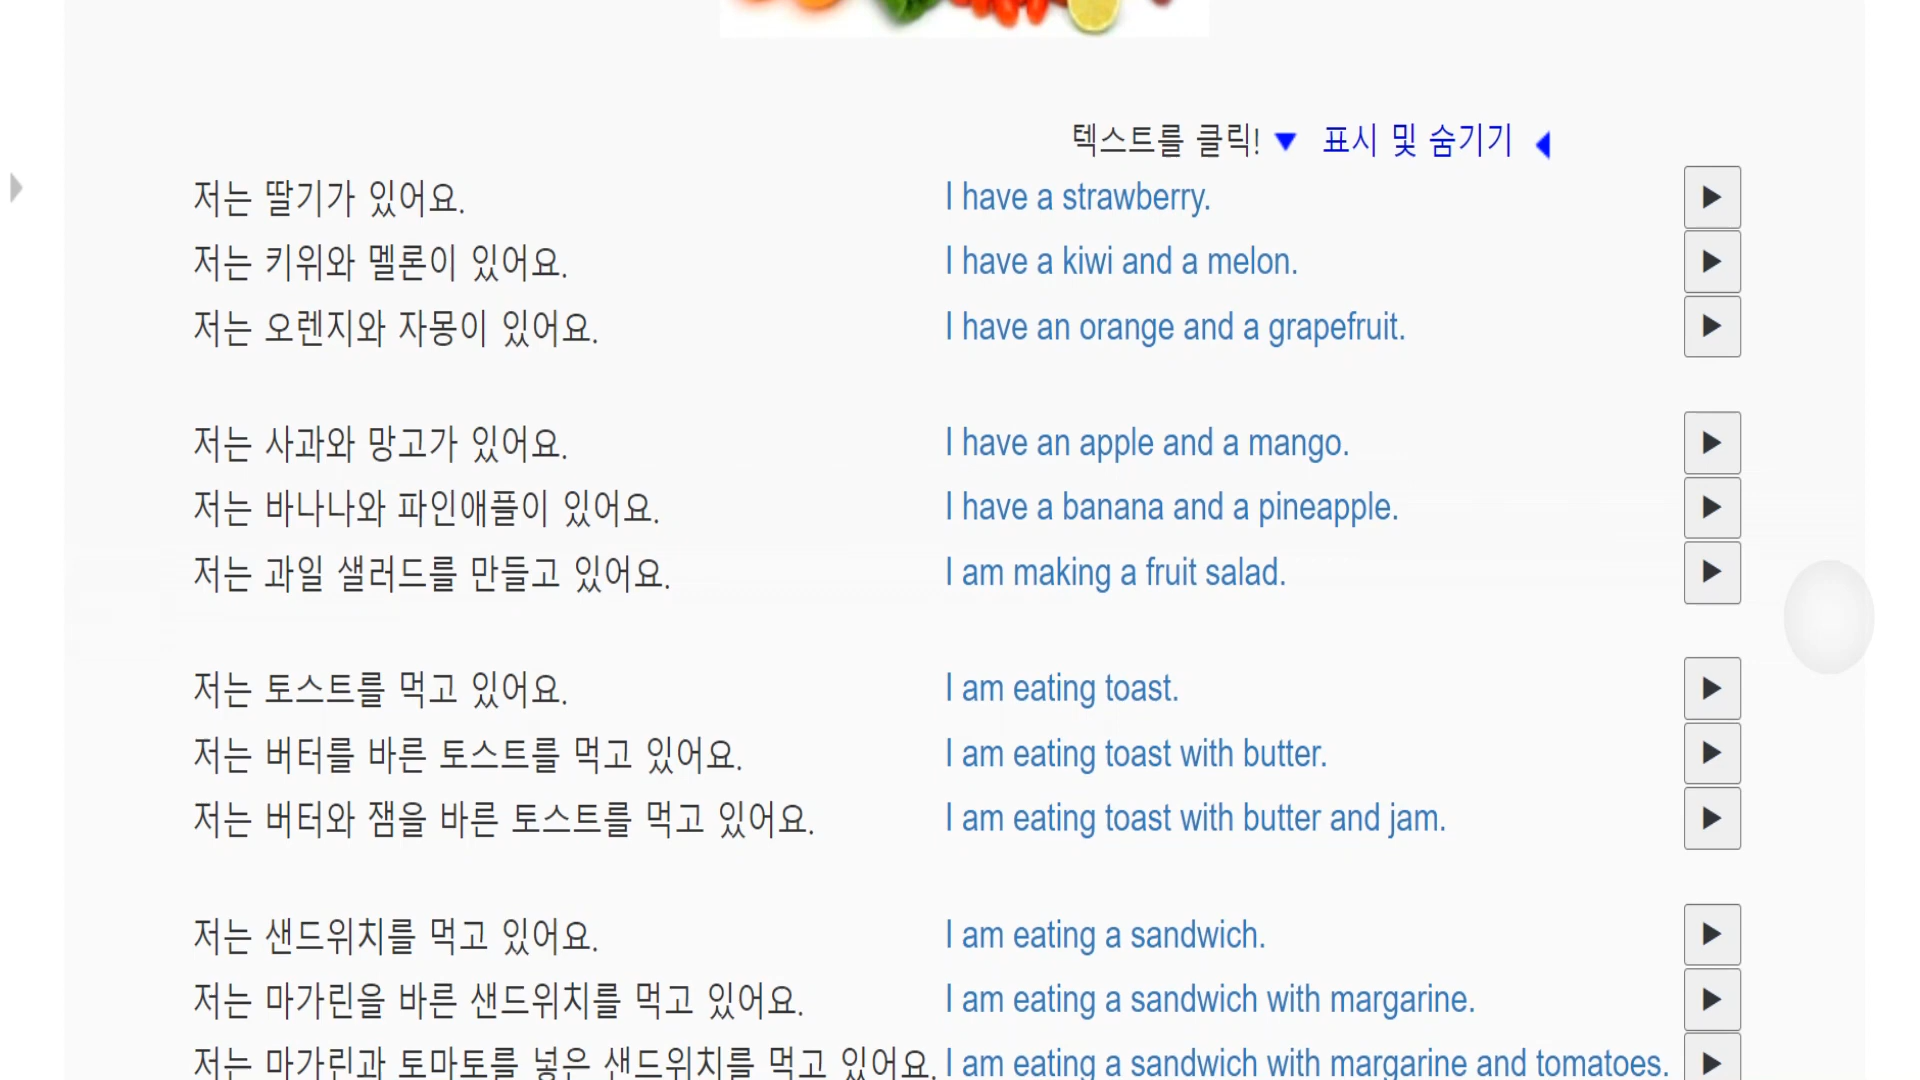 텍스트를 클릭! ▼ 표시 및 숨기기 ◀
저는 딸기가 있어요. I have a strawberry.
저는 키위와 멜론이 있어요. I have a kiwi and a melon.
저는 오렌지와 자몽이 있어요. I have an orange and a grapefruit.
저는 사과와 망고가 있어요. I have an apple and a mango.
저는 바나나와 파인애플이 있어요. I have a banana and a pineapple.
저는 과일 샐러드를 만들고 있어요. I am making a fruit salad.
저는 토스트를 먹고 있어요. I am eating toast.
저는 버터를 바른 토스트를 먹고 있어요. I am eating toast with butter.
저는 버터와 잼을 바른 토스트를 먹고 있어요. I am eating toast with butter and jam.
저는 샌드위치를 먹고 있어요. I am eating a sandwich.
저는 마가린을 바른 샌드위치를 먹고 있어요. I am eating a sandwich with margarine.
저는 마가린과 토마토를 넣은 샌드위치를 먹고 있어요. I am eating a sandwich with margarine and tomatoes.